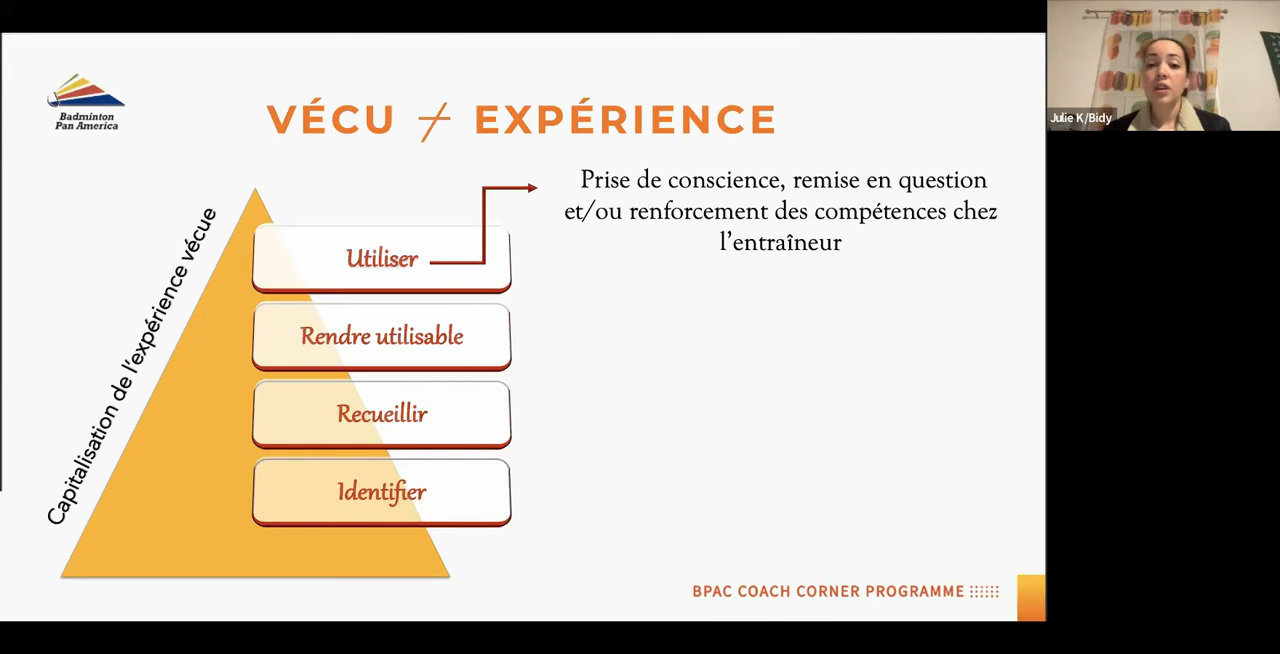 Badminton
Pan America
VÉCU ≠ EXPÉRIENCE
Prise de conscience, remise en question
et/ou renforcement des compétences chez
l'entraîneur
Capitalisation de l'expérience vécue
Utiliser
Rendre utilisable
Recueillir
Identifier
BPAC COACH CORNER PROGRAMME
Julie K/Bidy